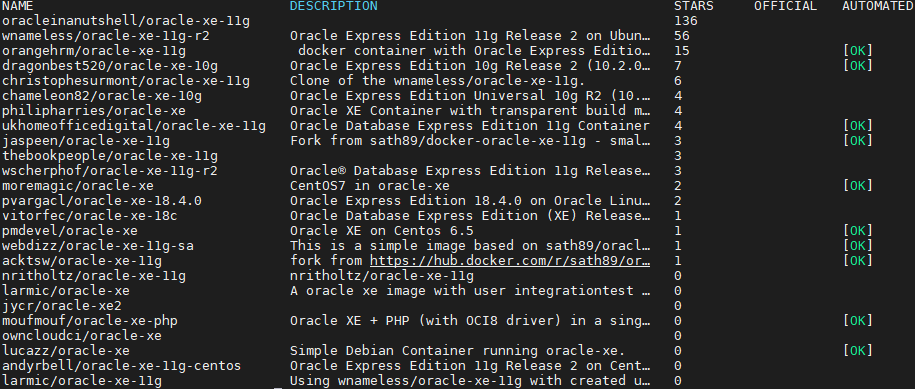 NAME DESCRIPTION STARS OFFICIAL AUTOMATED
oracleinanutshell/oracle-xe-11g 136
wnameless/oracle-xe-11g-r2 Oracle Express Edition 11g Release 2 on Ubun… 56
orangehrm/oracle-xe-11g docker container with Oracle Express Editio… 15 [OK]
dragonbest520/oracle-xe-10g Oracle Express Edition 10g Release 2 (10.2.0… 7 [OK]
christophesurmont/oracle-xe-11g Clone of the wnameless/oracle-xe-11g. 6
chameleon82/oracle-xe-10g Oracle Express Edition Universal 10g R2 (10.… 4
philipharries/oracle-xe Oracle XE Container with transparent build m… 4
ukhomeofficedigital/oracle-xe-11g Oracle Database Express Edition 11g Container 4 [OK]
jaspeen/oracle-xe-11g Fork from sath89/docker-oracle-xe-11g - smal… 3 [OK]
thebookpeople/oracle-xe-11g 3
wscherphof/oracle-xe-11g-r2 Oracle® Database Express Edition 11g Release… 3
moremagic/oracle-xe CentOS7 in oracle-xe 2 [OK]
pvargacl/oracle-xe-18.4.0 Oracle Express Edition 18.4.0 on Oracle Linu… 2
vitorfec/oracle-xe-18c Oracle Database Express Edition (XE) Release… 1
pmdevel/oracle-xe Oracle XE on Centos 6.5 1 [OK]
webdizz/oracle-xe-11g-sa This is a simple image based on sath89/oracl… 1 [OK]
acktsw/oracle-xe-11g fork from https://hub.docker.com/r/sath89/or… 1 [OK]
nritholtz/oracle-xe-11g nritholtz/oracle-xe-11g 0
larmic/oracle-xe A oracle xe image with user integrationtest … 0
jycr/oracle-xe2 0
moufmouf/oracle-xe-php Oracle XE + PHP (with OCI8 driver) in a sing… 0 [OK]
owncloudci/oracle-xe 0
lucazz/oracle-xe Simple Debian Container running oracle-xe. 0 [OK]
andyrbell/oracle-xe-11g-centos Oracle Express Edition 11g Release 2 on Cent… 0
larmic/oracle-xe-11g Using wnameless/oracle-xe-11g with created u… 0